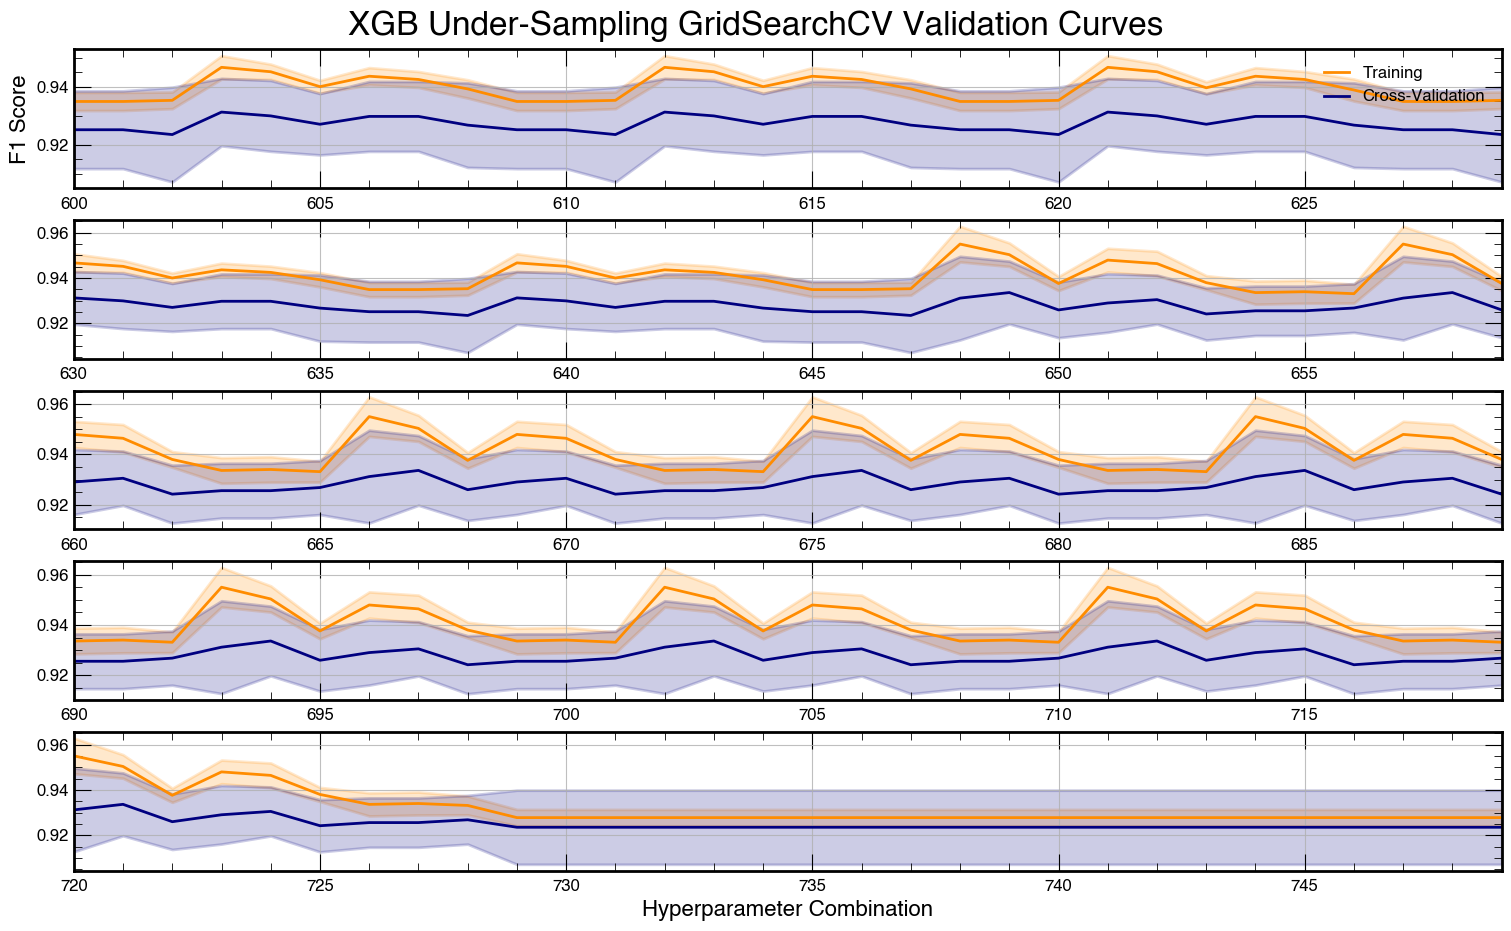 XGB Under-Sampling GridSearchCV Validation Curves
F1 Score
0.94
0.92
Training
Cross-Validation
600 605 610 615 620 625
0.96
0.94
0.92
630 635 640 645 650 655
0.96
0.94
0.92
660 665 670 675 680 685
0.96
0.94
0.92
690 695 700 705 710 715
0.96
0.94
0.92
720 725 730 735 740 745
Hyperparameter Combination